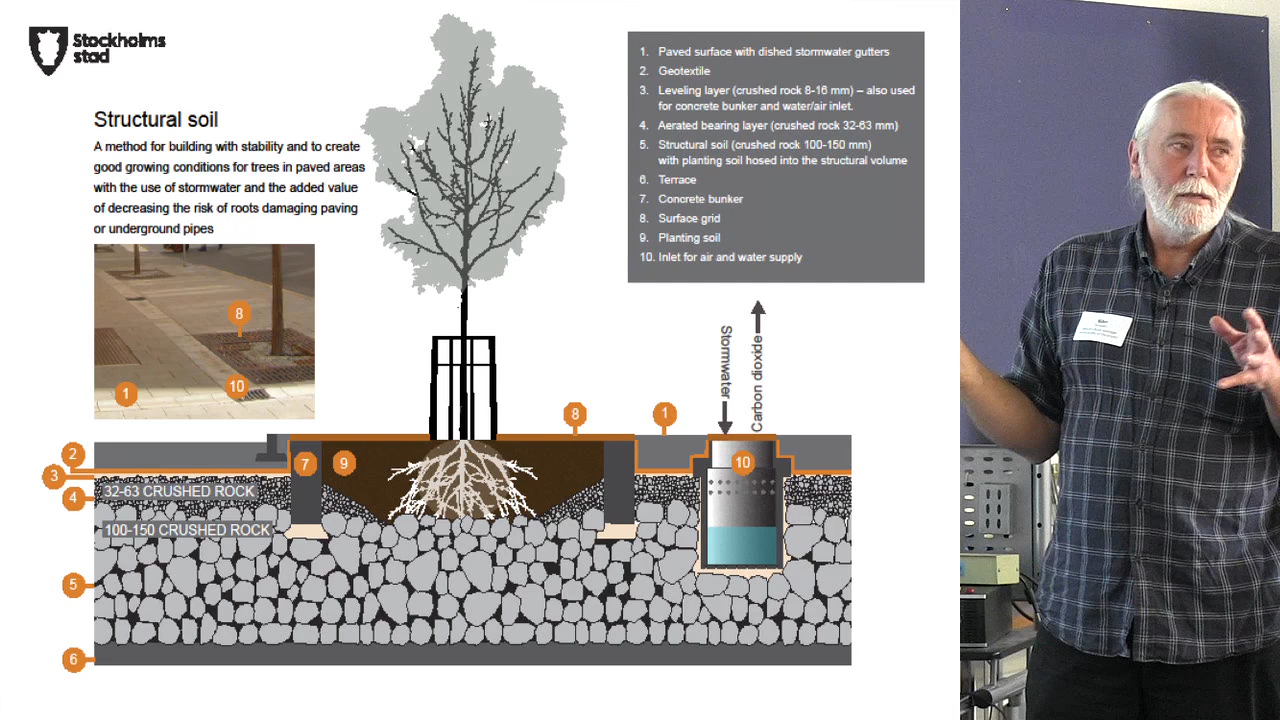 Stockholms
stad
Structural soil
A method for building with stability and to create
good growing conditions for trees in paved areas
with the use of stormwater and the added value
of decreasing the risk of roots damaging paving
or underground pipes
8
1
10
1. Paved surface with dished stormwater gutters
2. Geotextile
3. Leveling layer (crushed rock 8-16 mm) – also used
for concrete bunker and water/air inlet.
4. Aerated bearing layer (crushed rock 32-63 mm)
5. Structural soil (crushed rock 100-150 mm)
with planting soil hosed into the structural volume
6. Terrace
7. Concrete bunker
8. Surface grid
9. Planting soil
10. Inlet for air and water supply
Stormwater
Carbon dioxide
8
1
2
7
9
10
3
4
32-63 CRUSHED ROCK
100-150 CRUSHED ROCK
5
6